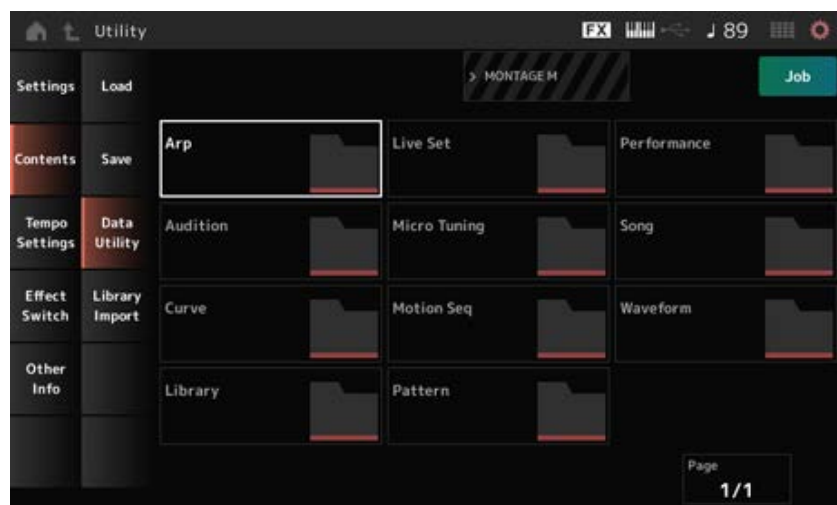 Utility
FX
♩ 89
Settings
Load
> MONTAGE M
Job
Contents
Save
Arp
Live Set
Performance
Tempo
Settings
Data
Utility
Audition
Micro Tuning
Song
Effect
Switch
Library
Import
Curve
Motion Seq
Waveform
Other
Info
Library
Pattern
Page
1/1